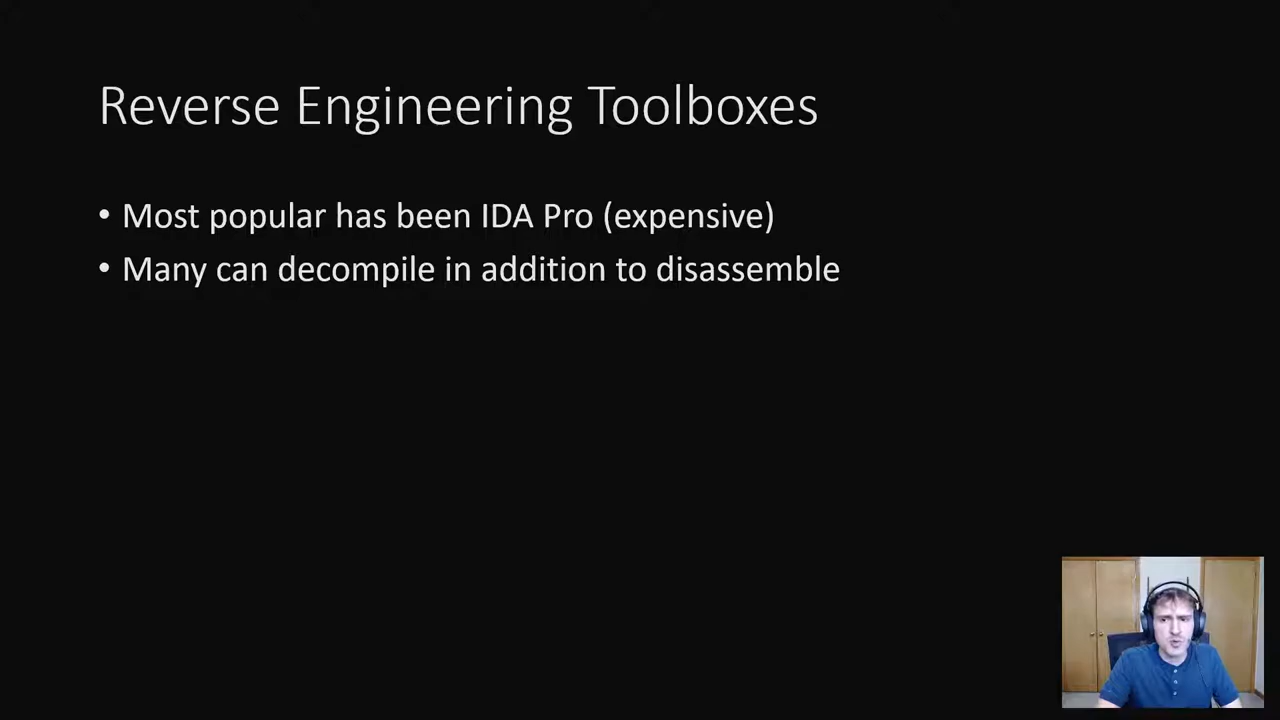 Reverse Engineering Toolboxes
• Most popular has been IDA Pro (expensive)
• Many can decompile in addition to disassemble